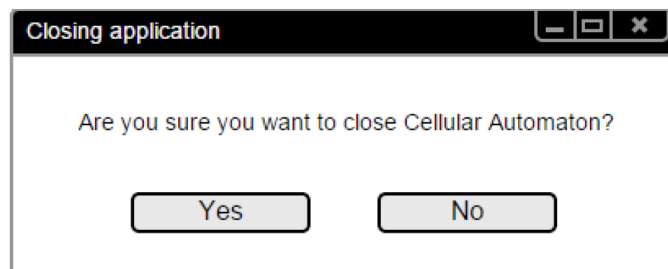 Closing application
Are you sure you want to close Cellular Automaton?
Yes No